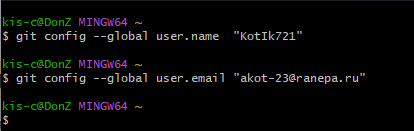 kis-c@DonZ MINGW64 ~
$ git config --global user.name  "KotIk721"
kis-c@DonZ MINGW64 ~
$ git config --global user.email "akot-23@ranepa.ru"
kis-c@DonZ MINGW64 ~
$